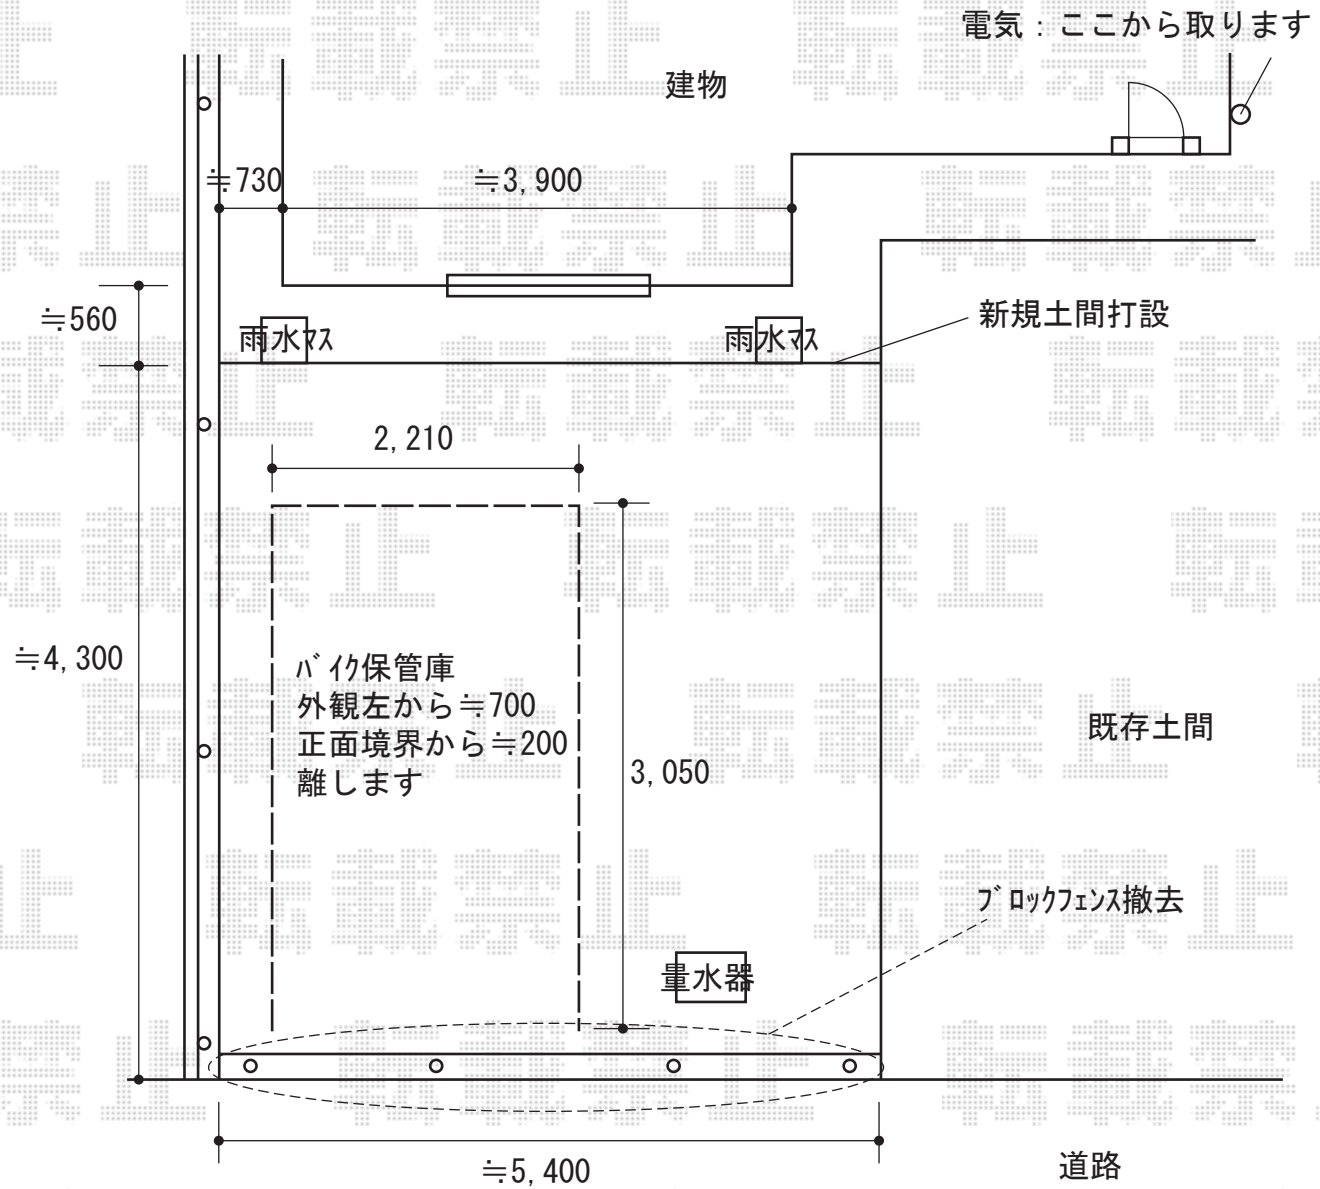 電気：ここから取ります
建物
≒730
≒3,900
≒560
新規土間打設
雨水ﾏｽ
雨水ﾏｽ
2,210
≒4,300
ﾊﾞｲｸ保管庫
外観左から≒700
正面境界から≒200
離します
既存土間
3,050
ﾌﾞﾛｯｸﾌｪﾝｽ撤去
量水器
≒5,400
道路
転載禁止